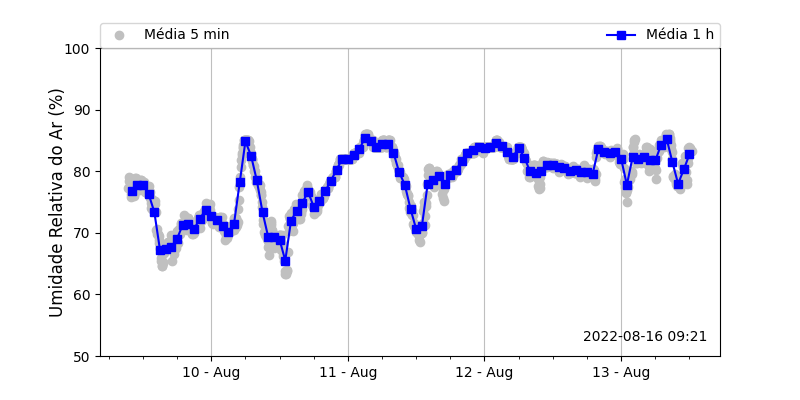 Média 5 min
Média 1 h
Umidade Relativa do Ar (%)
100
90
80
70
60
50
2022-08-16 09:21
10 - Aug
11 - Aug
12 - Aug
13 - Aug